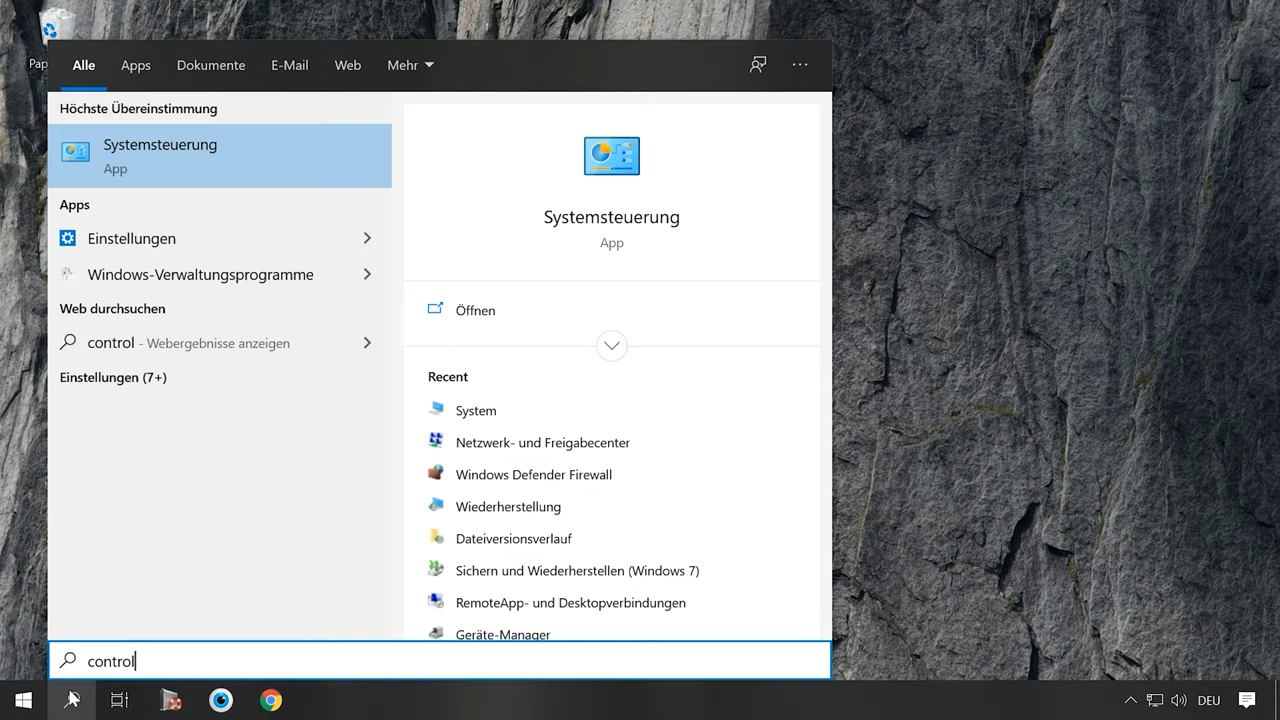 Pap
Alle Apps Dokumente E-Mail Web Mehr
Höchste Übereinstimmung
Systemsteuerung
App
Apps
Einstellungen
Windows-Verwaltungsprogramme
Web durchsuchen
control - Webergebnisse anzeigen
Einstellungen (7+)
Systemsteuerung
App
Öffnen
Recent
System
Netzwerk- und Freigabecenter
Windows Defender Firewall
Wiederherstellung
Dateiversionsverlauf
Sichern und Wiederherstellen (Windows 7)
RemoteApp- und Desktopverbindungen
Geräte-Manager
control
DEU